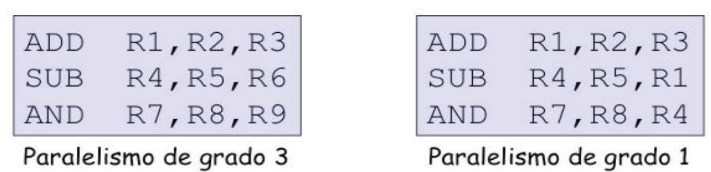 ADD R1,R2,R3
SUB R4,R5,R6
AND R7,R8,R9
Paralelismo de grado 3
ADD R1,R2,R3
SUB R4,R5,R1
AND R7,R8,R4
Paralelismo de grado 1